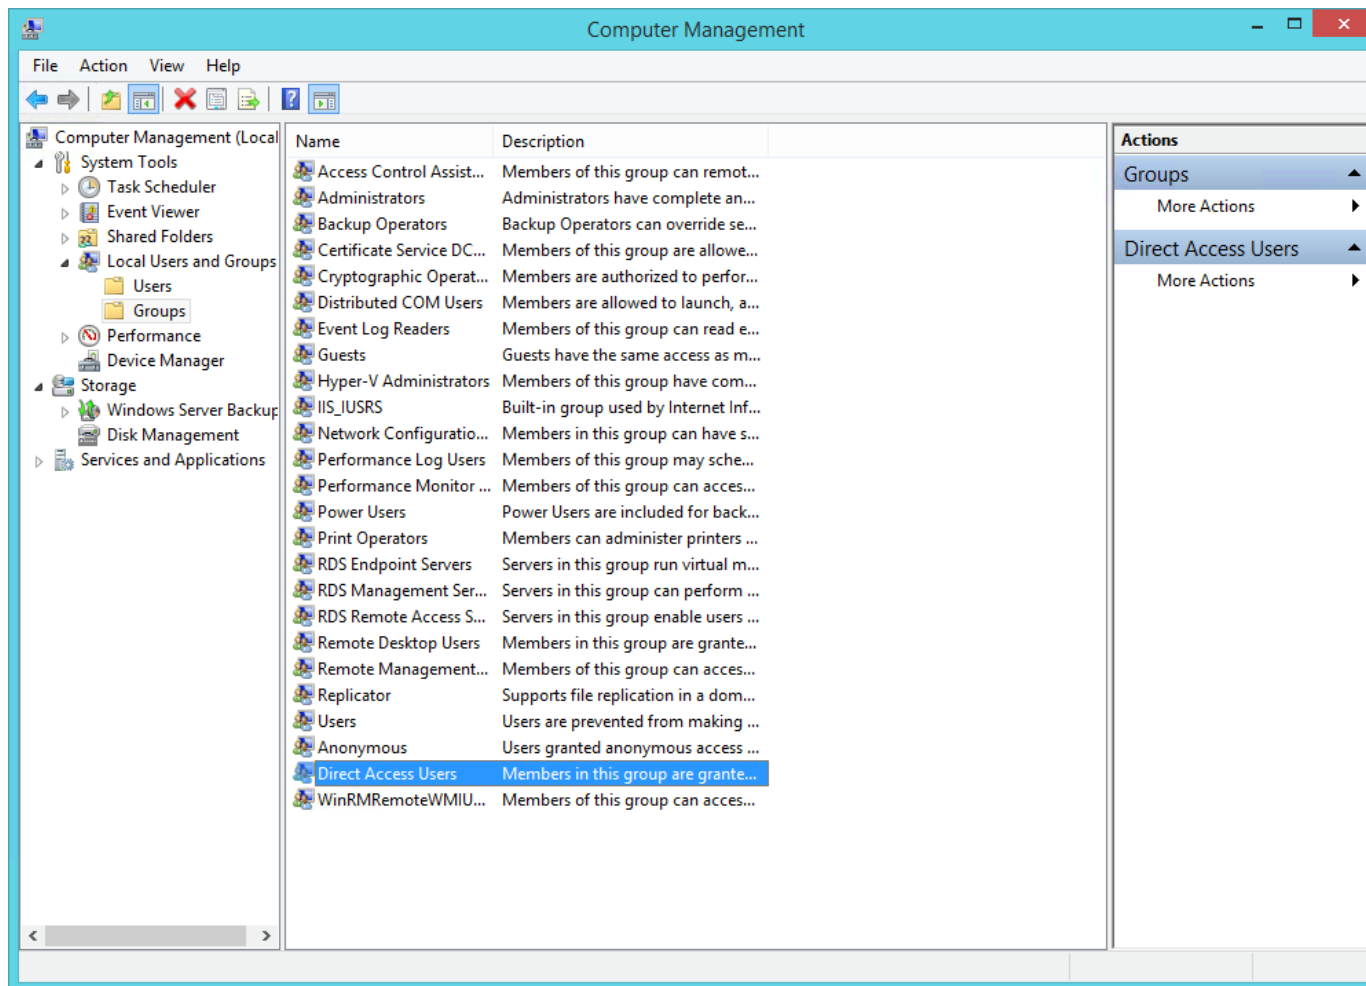 Computer Management
File Action View Help
Computer Management (Local
System Tools
Task Scheduler
Event Viewer
Shared Folders
Local Users and Groups
Users
Groups
Performance
Device Manager
Storage
Windows Server Backup
Disk Management
Services and Applications
Name Description
Access Control Assist... Members of this group can remot...
Administrators Administrators have complete an...
Backup Operators Backup Operators can override se...
Certificate Service DC... Members of this group are allowe...
Cryptographic Operat... Members are authorized to perfor...
Distributed COM Users Members are allowed to launch, a...
Event Log Readers Members of this group can read e...
Guests Guests have the same access as m...
Hyper-V Administrators Members of this group have com...
IIS_IUSRS Built-in group used by Internet Inf...
Network Configuratio... Members in this group can have s...
Performance Log Users Members of this group may sche...
Performance Monitor ... Members of this group can acces...
Power Users Power Users are included for back...
Print Operators Members can administer printers ...
RDS Endpoint Servers Servers in this group run virtual m...
RDS Management Ser... Servers in this group can perform ...
RDS Remote Access S... Servers in this group enable users ...
Remote Desktop Users Members in this group are grante...
Remote Management... Members of this group can acces...
Replicator Supports file replication in a dom...
Users Users are prevented from making ...
Anonymous Users granted anonymous access ...
Direct Access Users Members in this group are grante...
WinRMRemoteWMIU... Members of this group can acces...
Actions
Groups
More Actions
Direct Access Users
More Actions